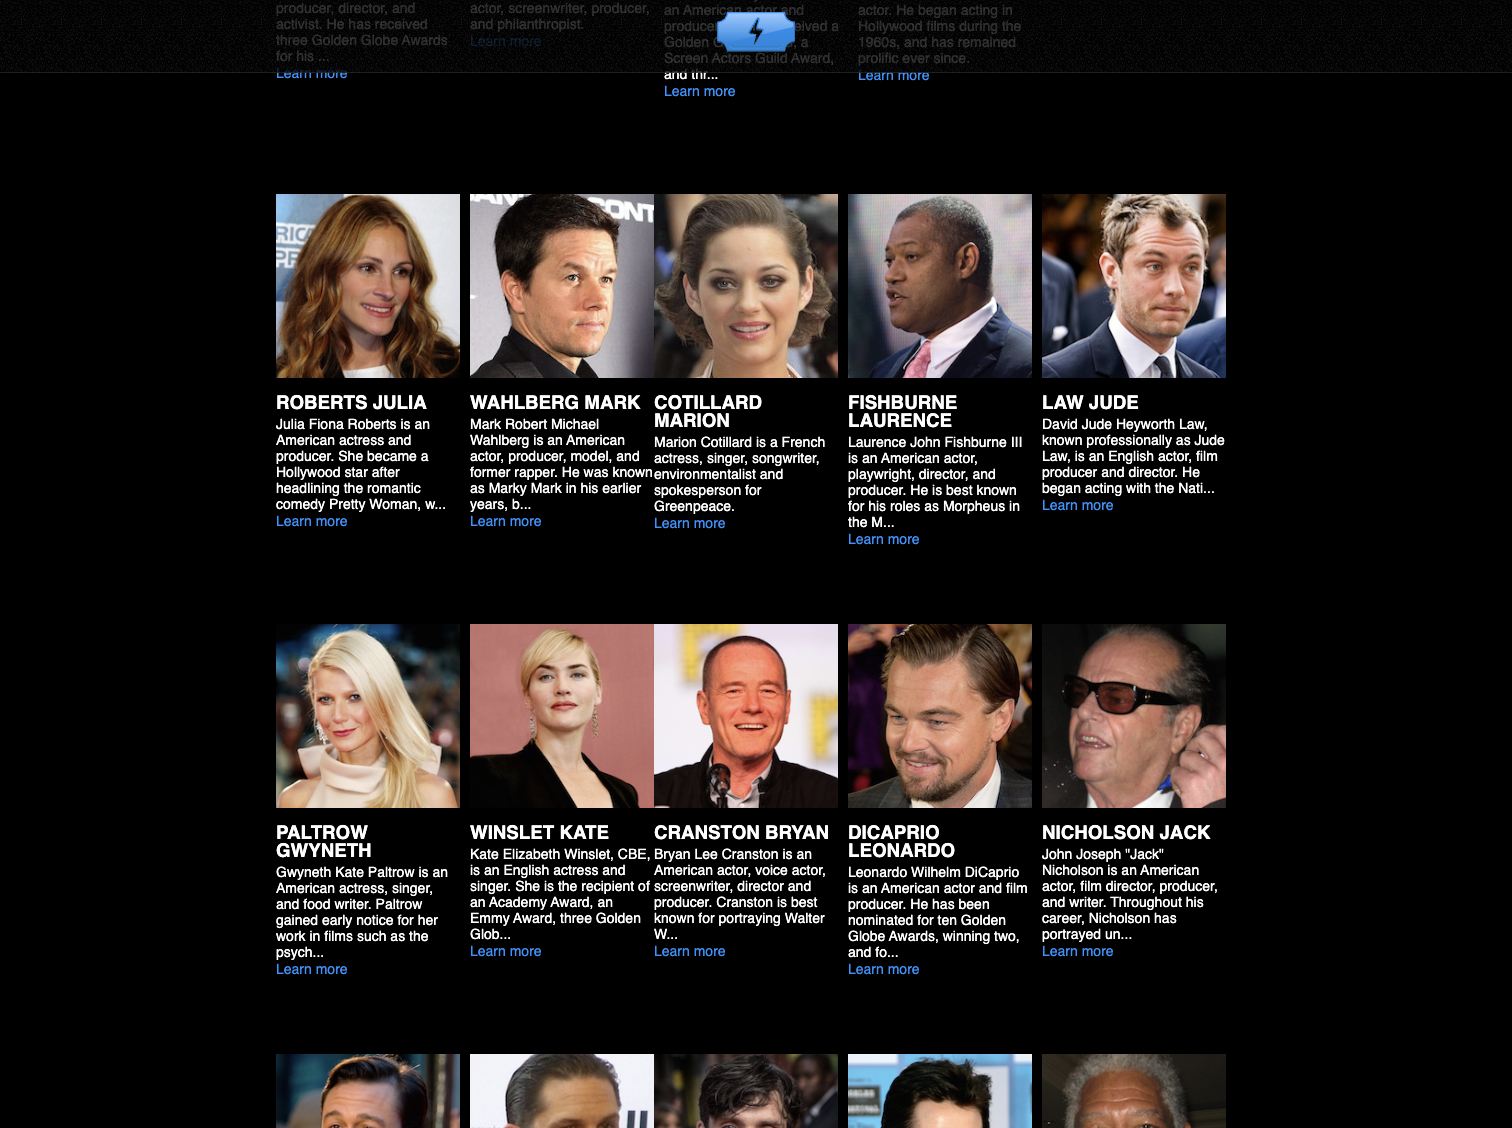 producer, director, and
activist. He has received
three Golden Globe Awards
for his ...
Learn more
actor, screenwriter, producer,
and philanthropist.
Learn more
an American actor and
Golden
Screen Actors Guild Award,
and thr...
Learn more
actor. He began acting in
Hollywood films during the
1960s, and has remained
prolific ever since.
Learn more
ROBERTS JULIA
Julia Fiona Roberts is an
American actress and
producer. She became a
Hollywood star after
headlining the romantic
comedy Pretty Woman, w...
Learn more
WAHLBERG MARK
Mark Robert Michael
Wahlberg is an American
actor, producer, model, and
former rapper. He was known
as Marky Mark in his earlier
years, b...
Learn more
COTILLARD
MARION
Marion Cotillard is a French
actress, singer, songwriter,
environmentalist and
spokesperson for
Greenpeace.
Learn more
FISHBURNE
LAURENCE
Laurence John Fishburne III
is an American actor,
playwright, director, and
producer. He is best known
for his roles as Morpheus in
the M...
Learn more
LAW JUDE
David Jude Heyworth Law,
known professionally as Jude
Law, is an English actor, film
producer and director. He
began acting with the Nati...
Learn more
PALTROW
GWYNETH
Gwyneth Kate Paltrow is an
American actress, singer,
and food writer. Paltrow
gained early notice for her
work in films such as the
psych...
Learn more
WINSLET KATE
Kate Elizabeth Winslet, CBE,
is an English actress and
singer. She is the recipient of
an Academy Award, an
Emmy Award, three Golden
Glob...
Learn more
CRANSTON BRYAN
Bryan Lee Cranston is an
American actor, voice actor,
screenwriter, director and
producer. Cranston is best
known for portraying Walter
W...
Learn more
DICAPRIO
LEONARDO
Leonardo Wilhelm DiCaprio
is an American actor and film
producer. He has been
nominated for ten Golden
Globe Awards, winning two,
and fo...
Learn more
NICHOLSON JACK
John Joseph "Jack"
Nicholson is an American
actor, film director, producer,
and writer. Throughout his
career, Nicholson has
portrayed un...
Learn more